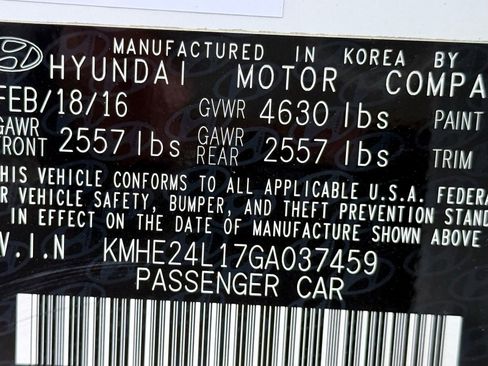 MANUFACTURED IN KOREA BY
HYUNDAI MOTOR COMPA
FEB/18/16 GVWR 4630 lbs PAINT
GAWR FRONT 2557 lbs GAWR REAR 2557 lbs TRIM
THIS VEHICLE CONFORMS TO ALL APPLICABLE U.S.A. FEDERA
R VEHICLE SAFETY, BUMPER, AND THEFT PREVENTION STAND
IN EFFECT ON THE DATE OF MANUFACTURE SHOWN ABOVE
V.I.N KMHE24L17GA037459
PASSENGER CAR